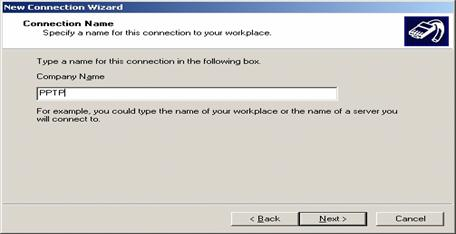 New Connection Wizard
Connection Name
Specify a name for this connection to your workplace.
Type a name for this connection in the following box.
Company Name
PPTP
For example, you could type the name of your workplace or the name of a server you
will connect to.
< Back Next > Cancel